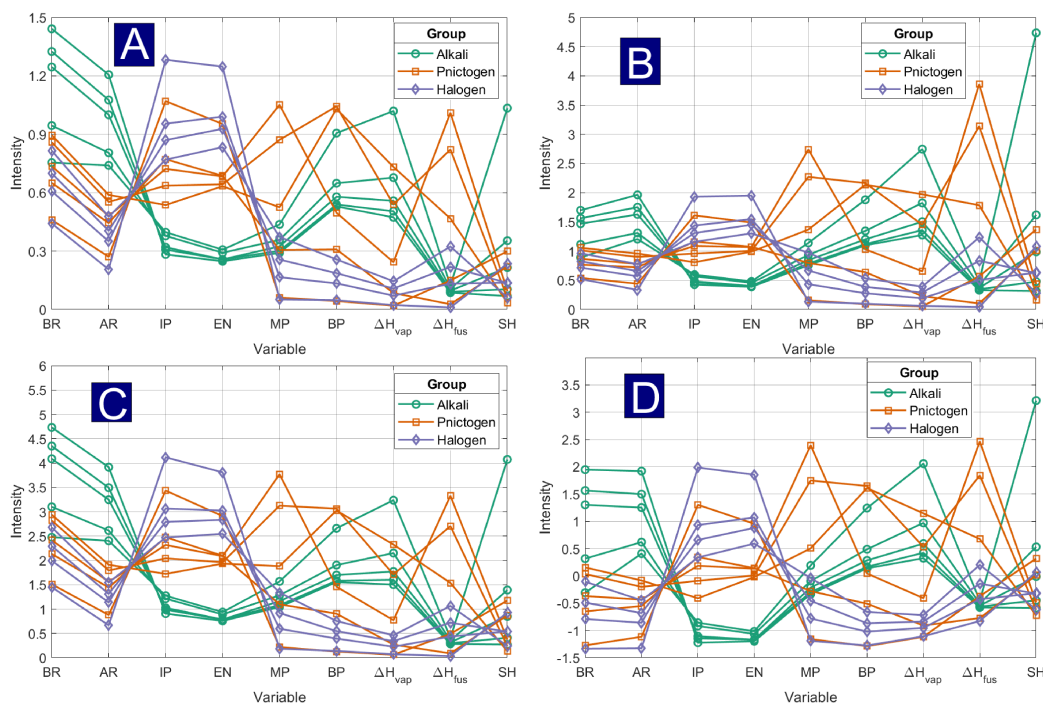 A
1.5
1.2
0.9
0.6
0.3
0
Intensity
BR AR IP EN MP BP ΔHvap ΔHfus SH
Variable
Group
Alkali
Pnictogen
Halogen
B
5
4.5
4
3.5
3
2.5
2
1.5
1
0.5
0
Intensity
BR AR IP EN MP BP ΔHvap ΔHfus SH
Variable
Group
Alkali
Pnictogen
Halogen
C
6
5.5
5
4.5
4
3.5
3
2.5
2
1.5
1
0.5
0
Intensity
BR AR IP EN MP BP ΔHvap ΔHfus SH
Variable
Group
Alkali
Pnictogen
Halogen
D
3.5
3
2.5
2
1.5
1
0.5
0
-0.5
-1
-1.5
Intensity
BR AR IP EN MP BP ΔHvap ΔHfus SH
Variable
Group
Alkali
Pnictogen
Halogen